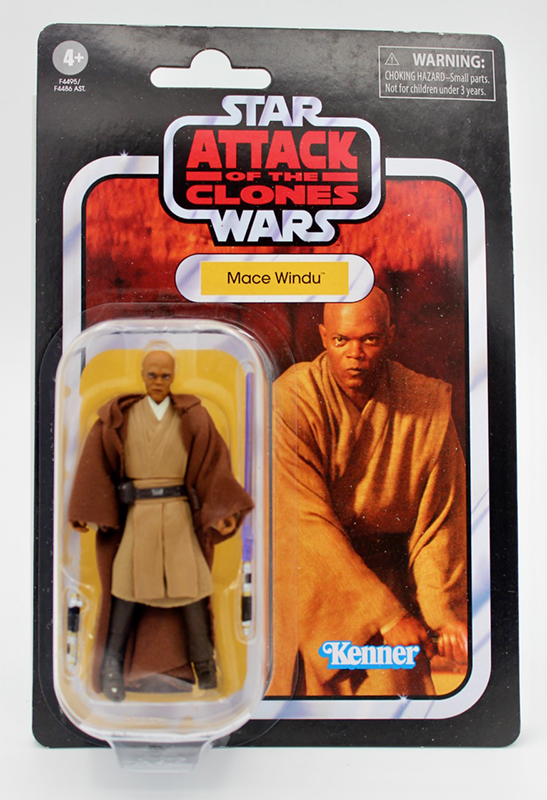 4+
F4495/
F4486 AST.
⚠ WARNING:
CHOKING HAZARD–Small parts.
Not for children under 3 years.
STAR
ATTACK
OF THE
CLONES
WARS
Mace Windu™
Kenner